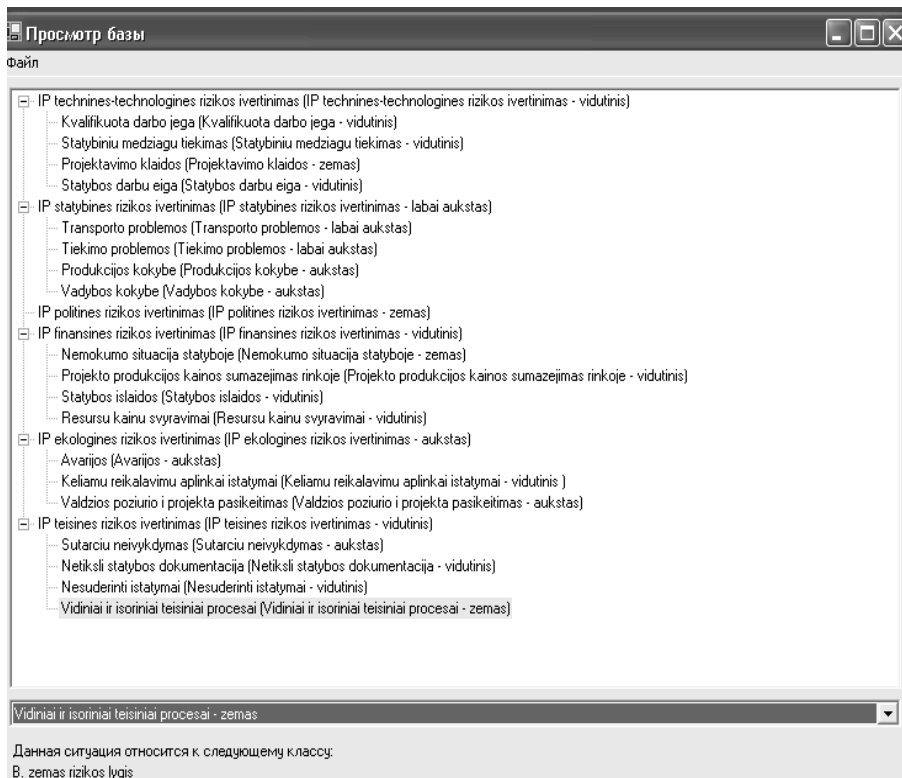 Просмотр базы
Файл
IP technines-technologines rizikos ivertinimas (IP technines-technologines rizikos ivertinimas - vidutinis)
Kvalifikuota darbo jega (Kvalifikuota darbo jega - vidutinis)
Statybiniu medziagu tiekimas (Statybiniu medziagu tiekimas - vidutinis)
Projektavimo klaidos (Projektavimo klaidos - zemas)
Statybos darbu eiga (Statybos darbu eiga - vidutinis)
IP statybines rizikos ivertinimas (IP statybines rizikos ivertinimas - labai aukstas)
Transporto problemos (Transporto problemos - labai aukstas)
Tiekimo problemos (Tiekimo problemos - labai aukstas)
Produkcijos kokybe (Produkcijos kokybe - aukstas)
Vadybos kokybe (Vadybos kokybe - aukstas)
IP politines rizikos ivertinimas (IP politines rizikos ivertinimas - zemas)
IP finansines rizikos ivertinimas (IP finansines rizikos ivertinimas - vidutinis)
Nemokumo situacija statyboje (Nemokumo situacija statyboje - zemas)
Projekto produkcijos kainos sumazejimas rinkoje (Projekto produkcijos kainos sumazejimas rinkoje - vidutinis)
Statybos islaidos (Statybos islaidos - vidutinis)
Resursu kainu svyravimai (Resursu kainu svyravimai - vidutinis)
IP ekologines rizikos ivertinimas (IP ekologines rizikos ivertinimas - aukstas)
Avarijos (Avarijos - aukstas)
Keliamu reikalavimu aplinkai istatymai (Keliamu reikalavimu aplinkai istatymai - vidutinis )
Valdzios poziurio i projekta pasikeitimas (Valdzios poziurio i projekta pasikeitimas - aukstas)
IP teisines rizikos ivertinimas (IP teisines rizikos ivertinimas - vidutinis)
Sutarciu neivykdymas (Sutarciu neivykdymas - aukstas)
Netiksli statybos dokumentacija (Netiksli statybos dokumentacija - vidutinis)
Nesuderinti istatymai (Nesuderinti istatymai - vidutinis)
Vidiniai ir isoriniai teisiniai procesai (Vidiniai ir isoriniai teisiniai procesai - zemas)
Vidiniai ir isoriniai teisiniai procesai - zemas
Данная ситуация относится к следующему классу:
B. zemas rizikos lygis